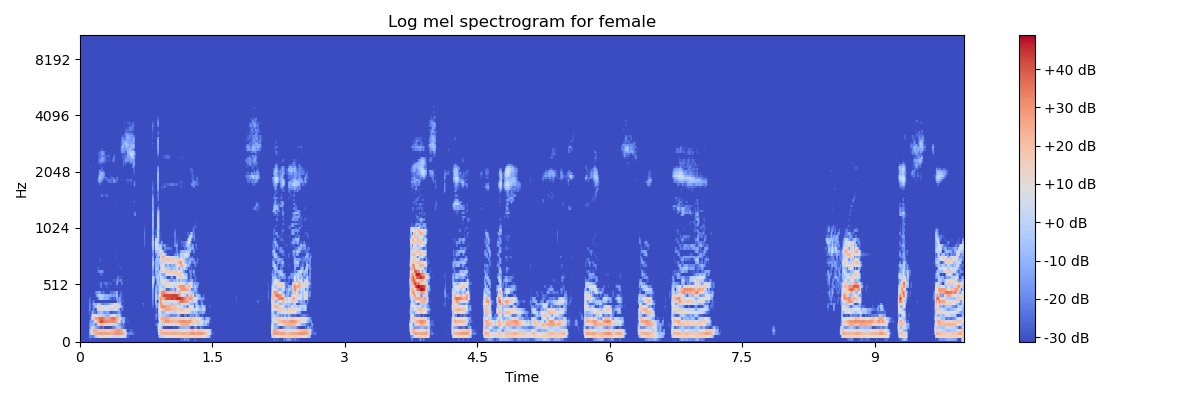 Log mel spectrogram for female
8192
4096
2048
1024
512
0
Hz
0 1.5 3 4.5 6 7.5 9
Time
+40 dB
+30 dB
+20 dB
+10 dB
+0 dB
-10 dB
-20 dB
-30 dB